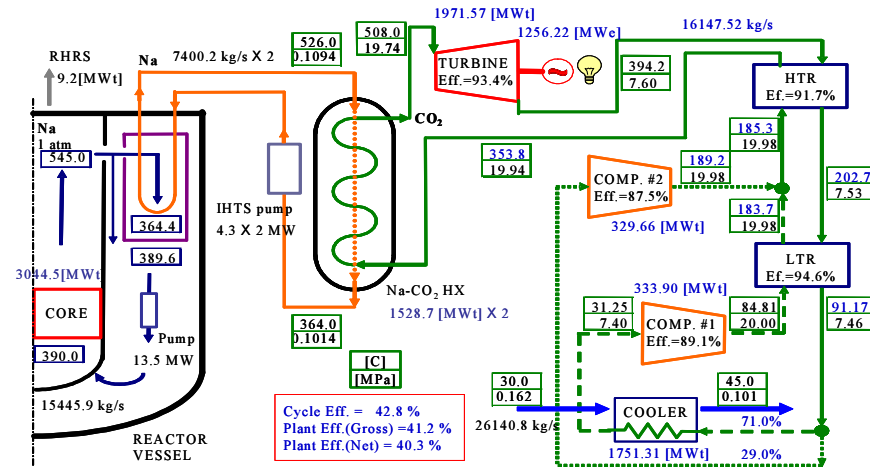 1971.57 [MWt]
1256.22 [MWe]
16147.52 kg/s
RHRS
9.2[MWt]
Na
7400.2 kg/s X 2
526.0
0.1094
508.0
19.74
TURBINE
Eff.=93.4%
394.2
7.60
HTR
Ef.=91.7%
Na
1 atm
545.0
CO₂
185.3
19.98
353.8
19.94
189.2
19.98
COMP. #2
Eff.=87.5%
202.7
7.53
IHTS pump
4.3 X 2 MW
364.4
183.7
19.98
329.66 [MWt]
389.6
LTR
Ef.=94.6%
3044.5[MWt]
Na-CO₂ HX
1528.7 [MWt] X 2
333.90 [MWt]
CORE
31.25
7.40
COMP. #1
Eff.=89.1%
84.81
20.00
91.17
7.46
364.0
0.1014
Pump
13.5 MW
390.0
[C]
[MPa]
30.0
0.162
45.0
0.101
15445.9 kg/s
Cycle Eff. = 42.8 %
Plant Eff.(Gross) =41.2 %
Plant Eff.(Net) = 40.3 %
26140.8 kg/s
COOLER
71.0%
REACTOR
VESSEL
1751.31 [MWt]
29.0%